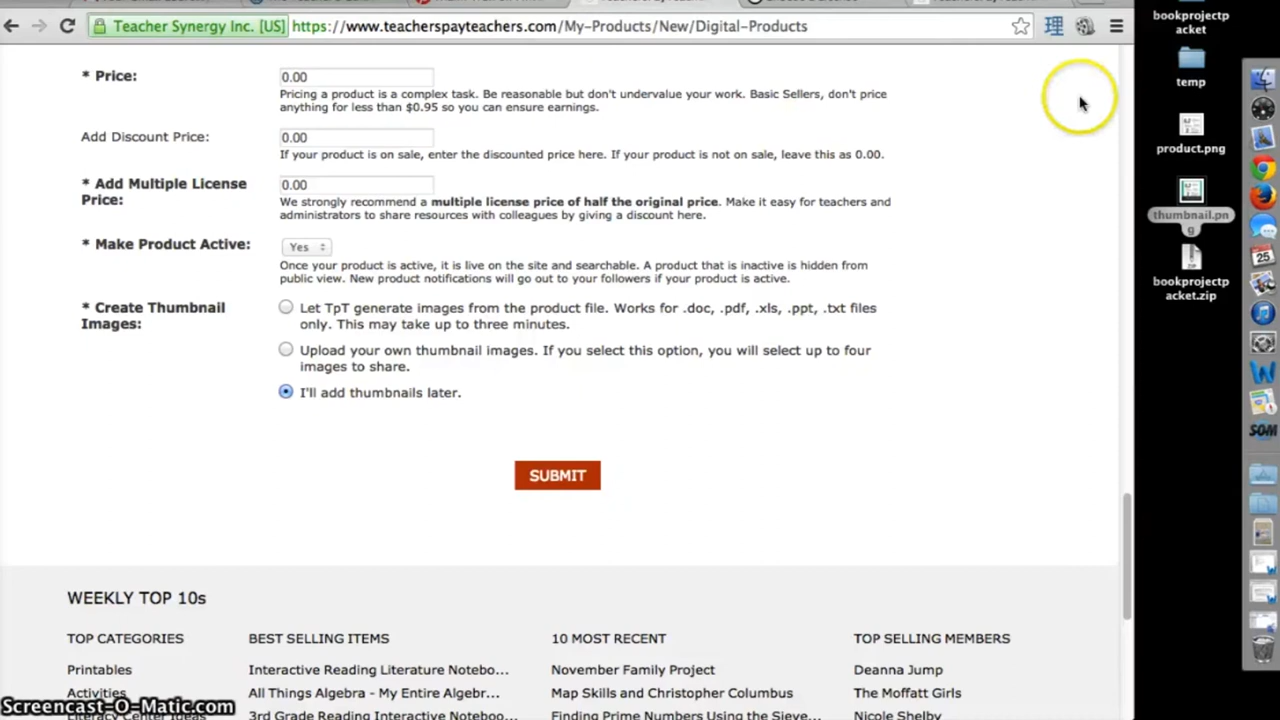 bookprojectp
acket
Teacher Synergy Inc. [US] https://www.teacherspayteachers.com/My-Products/New/Digital-Products
理
temp
* Price:
0.00
Pricing a product is a complex task. Be reasonable but don't undervalue your work. Basic Sellers, don't price
anything for less than $0.95 so you can ensure earnings.
product.png
Add Discount Price:
0.00
If your product is on sale, enter the discounted price here. If your product is not on sale, leave this as 0.00.
* Add Multiple License
Price:
0.00
We strongly recommend a multiple license price of half the original price. Make it easy for teachers and
administrators to share resources with colleagues by giving a discount here.
thumbnail.pn
g
* Make Product Active:
Yes
Once your product is active, it is live on the site and searchable. A product that is inactive is hidden from
public view. New product notifications will go out to your followers if your product is active.
25
ZIP
bookprojectp
acket.zip
* Create Thumbnail
Images:
Let TpT generate images from the product file. Works for .doc, .pdf, .xls, .ppt, .txt files
only. This may take up to three minutes.
Upload your own thumbnail images. If you select this option, you will select up to four
images to share.
I'll add thumbnails later.
SOM
SUBMIT
WEEKLY TOP 10s
TOP CATEGORIES
BEST SELLING ITEMS
10 MOST RECENT
TOP SELLING MEMBERS
Printables
Interactive Reading Literature Notebo...
November Family Project
Deanna Jump
Activities
All Things Algebra - My Entire Algebr...
Map Skills and Christopher Columbus
The Moffatt Girls
3rd Grade Reading Interactive Notebo...
Finding Prime Numbers Using the Sieve...
Nicole Shelby
Screencast-O-Matic.com